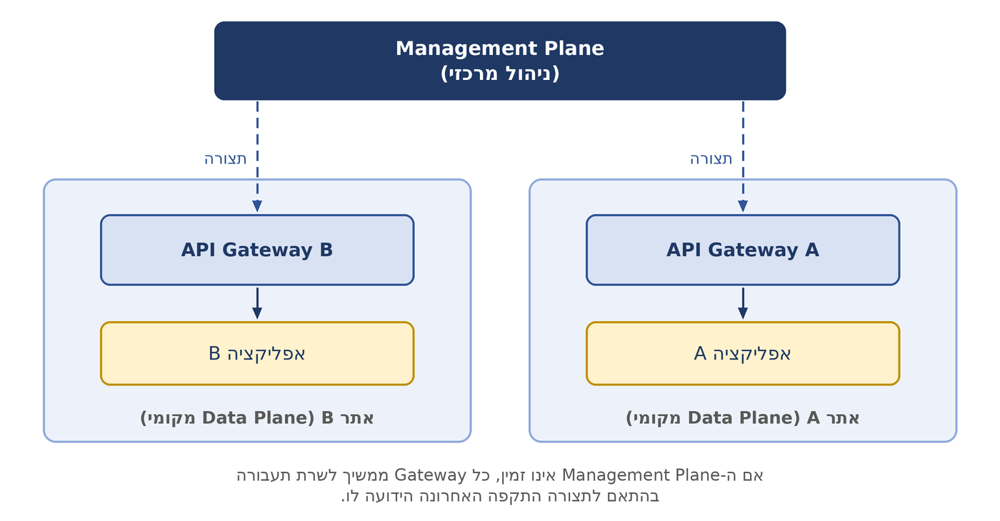 Management Plane
(ניהול מרכזי)
תצורה
תצורה
API Gateway A
API Gateway B
אפליקציה A
אפליקציה B
אתר A (Data Plane מקומי)
אתר B (Data Plane מקומי)
אם ה-Management Plane אינו זמין, כל Gateway ממשיך לשרת תעבורה
בהתאם לתצורה התקפה האחרונה הידועה לו.